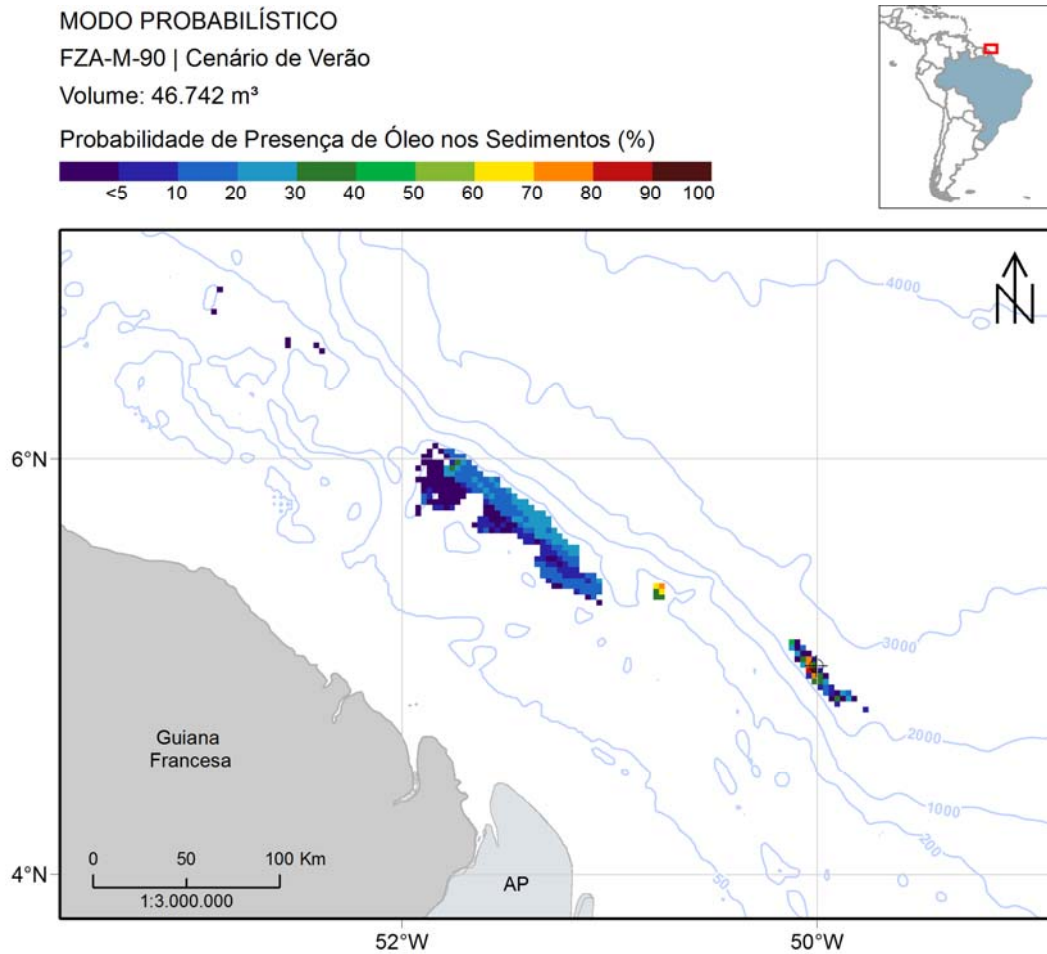 MODO PROBABILÍSTICO
FZA-M-90 | Cenário de Verão
Volume: 46.742 m³
Probabilidade de Presença de Óleo nos Sedimentos (%)
<5 10 20 30 40 50 60 70 80 90 100
4000
N
6°N
3000
Guiana
Francesa
2000
1000
200
0 50 100 Km
1:3.000.000
50
4°N
AP
52°W 50°W